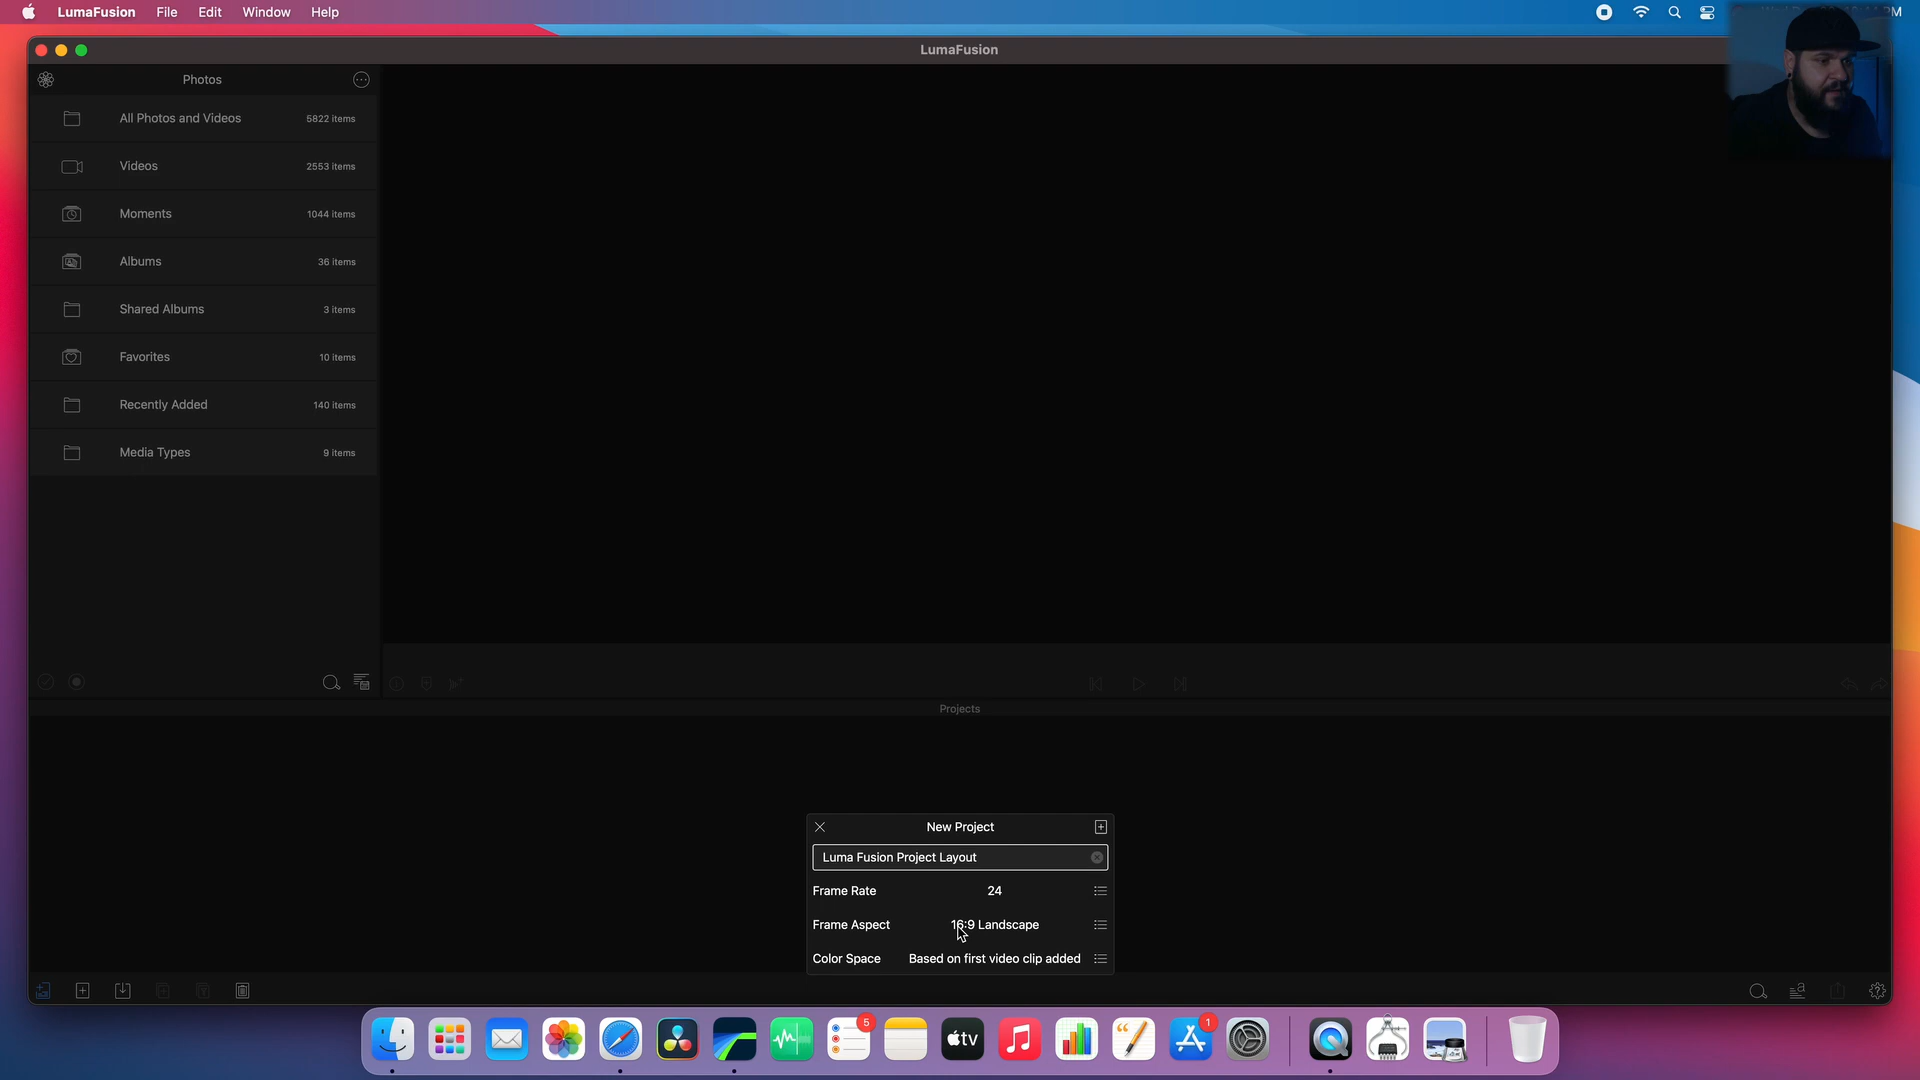 LumaFusion File Edit Window Help
LumaFusion
Photos
All Photos and Videos 5822 items
Videos 2553 items
Moments 1044 items
Albums 36 items
Shared Albums 3 items
Favorites 10 items
Recently Added 140 items
Media Types 9 items
Projects
New Project
Luma Fusion Project Layout
Frame Rate 24
Frame Aspect 16:9 Landscape
Color Space Based on first video clip added
5
tv
1